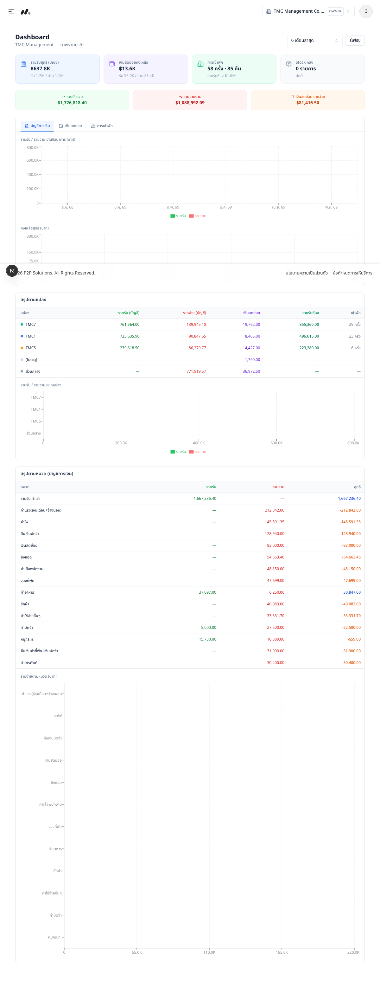 TMC Management Co.... OWNER I
Dashboard
TMC Management — ภาพรวมธุรกิจ
6 เดือนล่าสุด รีเฟรช
รายรับสุทธิ (บัญชี)
฿637.8K
รับ 1.7M / จ่าย 1.1M
เงินสดย่อยคงเหลือ
฿13.6K
รับ 95.0K / จ่าย 81.4K
การเข้าพัก
58 ครั้ง · 85 คืน
รายรับห้อง ฿1.6M
Stock คลัง
0 รายการ
ปกติ
รายรับรวม
฿1,726,818.40
รายจ่ายรวม
฿1,088,992.09
เงินสดย่อย รายจ่าย
฿81,416.50
บัญชีการเงิน เงินสดย่อย การเข้าพัก
รายรับ / รายจ่าย บัญชีธนาคาร (บาท)
800.0K
600.0K
400.0K
200.0K
0
ธ.ค. 68 ม.ค. 69 ก.พ. 69 มี.ค. 69 เม.ย. 69 พ.ค. 69
รายรับ รายจ่าย
คงเหลือสุทธิ (บาท)
300.0K
150.0K
75.0K
N
26 P2P Solutions. All Rights Reserved. นโยบายความเป็นส่วนตัว ข้อกำหนดการให้บริการ
สรุปตามแปลง
แปลง รายรับ (บัญชี) รายจ่าย (บัญชี) เงินสดย่อย รายรับห้อง เข้าพัก
TMC7 761,564.00 139,945.10 19,762.00 855,360.00 29 ครั้ง
TMC1 725,635.90 90,847.65 8,465.00 496,615.00 23 ครั้ง
TMC5 239,618.50 86,279.77 14,427.00 223,280.00 6 ครั้ง
(ไม่ระบุ) — — 1,790.00 — —
ส่วนกลาง — 771,919.57 36,972.50 — —
รายรับ / รายจ่าย แยกแปลง
TMC7
TMC1
TMC5
ส่วนกลาง
0 200.0K 400.0K 600.0K 800.0K
รายรับ รายจ่าย
สรุปตามหมวด (บัญชีการเงิน)
หมวด รายรับ รายจ่าย สุทธิ
รายรับ ค่าเช่า 1,667,236.40 — 1,667,236.40
ค่าแรง(เงินเดือน+จ้างนอก) — 212,842.00 -212,842.00
ค่าไฟ — 145,591.35 -145,591.35
คืนเงินมัดจำ — 128,940.00 -128,940.00
เงินสดย่อย — 83,000.00 -83,000.00
ยิงแอด — 54,663.46 -54,663.46
ค่าเสื้อพนักงาน — 48,150.00 -48,150.00
จองที่พัก — 47,699.00 -47,699.00
ค่าอาหาร 37,097.00 6,250.00 30,847.00
ซักผ้า — 40,083.00 -40,083.00
ค่าใช้จ่ายอื่นๆ — 33,331.70 -33,331.70
ค่ามัดจำ 5,000.00 27,500.00 -22,500.00
หมูกระทะ 15,730.00 16,389.00 -659.00
คืนเงินค่าที่พัก+เงินมัดจำ — 31,900.00 -31,900.00
ค่าโทรศัพท์ — 30,400.00 -30,400.00
รายจ่ายตามหมวด (บาท)
ค่าแรง(เงินเดือน+จ้างนอก)
ค่าไฟ
คืนเงินมัดจำ
เงินสดย่อย
ยิงแอด
ค่าเสื้อพนักงาน
จองที่พัก
ค่าอาหาร
ซักผ้า
ค่าใช้จ่ายอื่นๆ
ค่ามัดจำ
หมูกระทะ
0 55.0K 110.0K 165.0K 220.0K